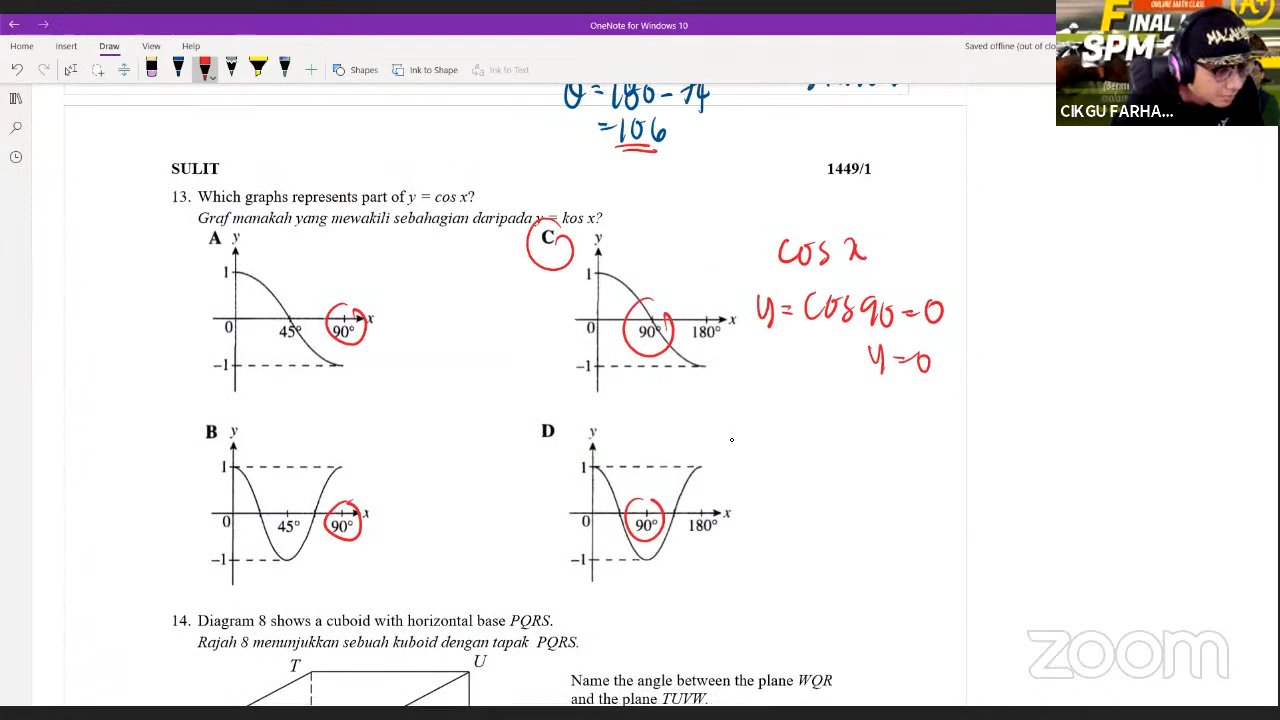 OneNote for Windows 10
Home Insert Draw View Help
Saved offline (out of
Shapes Ink to Shape Ink to Text
ONLINE MATH CLASS
FINAL
SPM
A+
CIKGU FARHA...
θ = 180 - 74
= 106
SULIT 1449/1
13. Which graphs represents part of y = cos x?
Graf manakah yang mewakili sebahagian daripada y = kos x?
A y
1
0 45° 90° x
-1
C y
1
0 90° 180° x
-1
cos x
y = cos 90 = 0
y = 0
B y
1
0 45° 90° x
-1
D y
1
0 90° 180° x
-1
14. Diagram 8 shows a cuboid with horizontal base PQRS.
Rajah 8 menunjukkan sebuah kuboid dengan tapak PQRS.
T U
Name the angle between the plane WQR
and the plane TUVW.
zoom